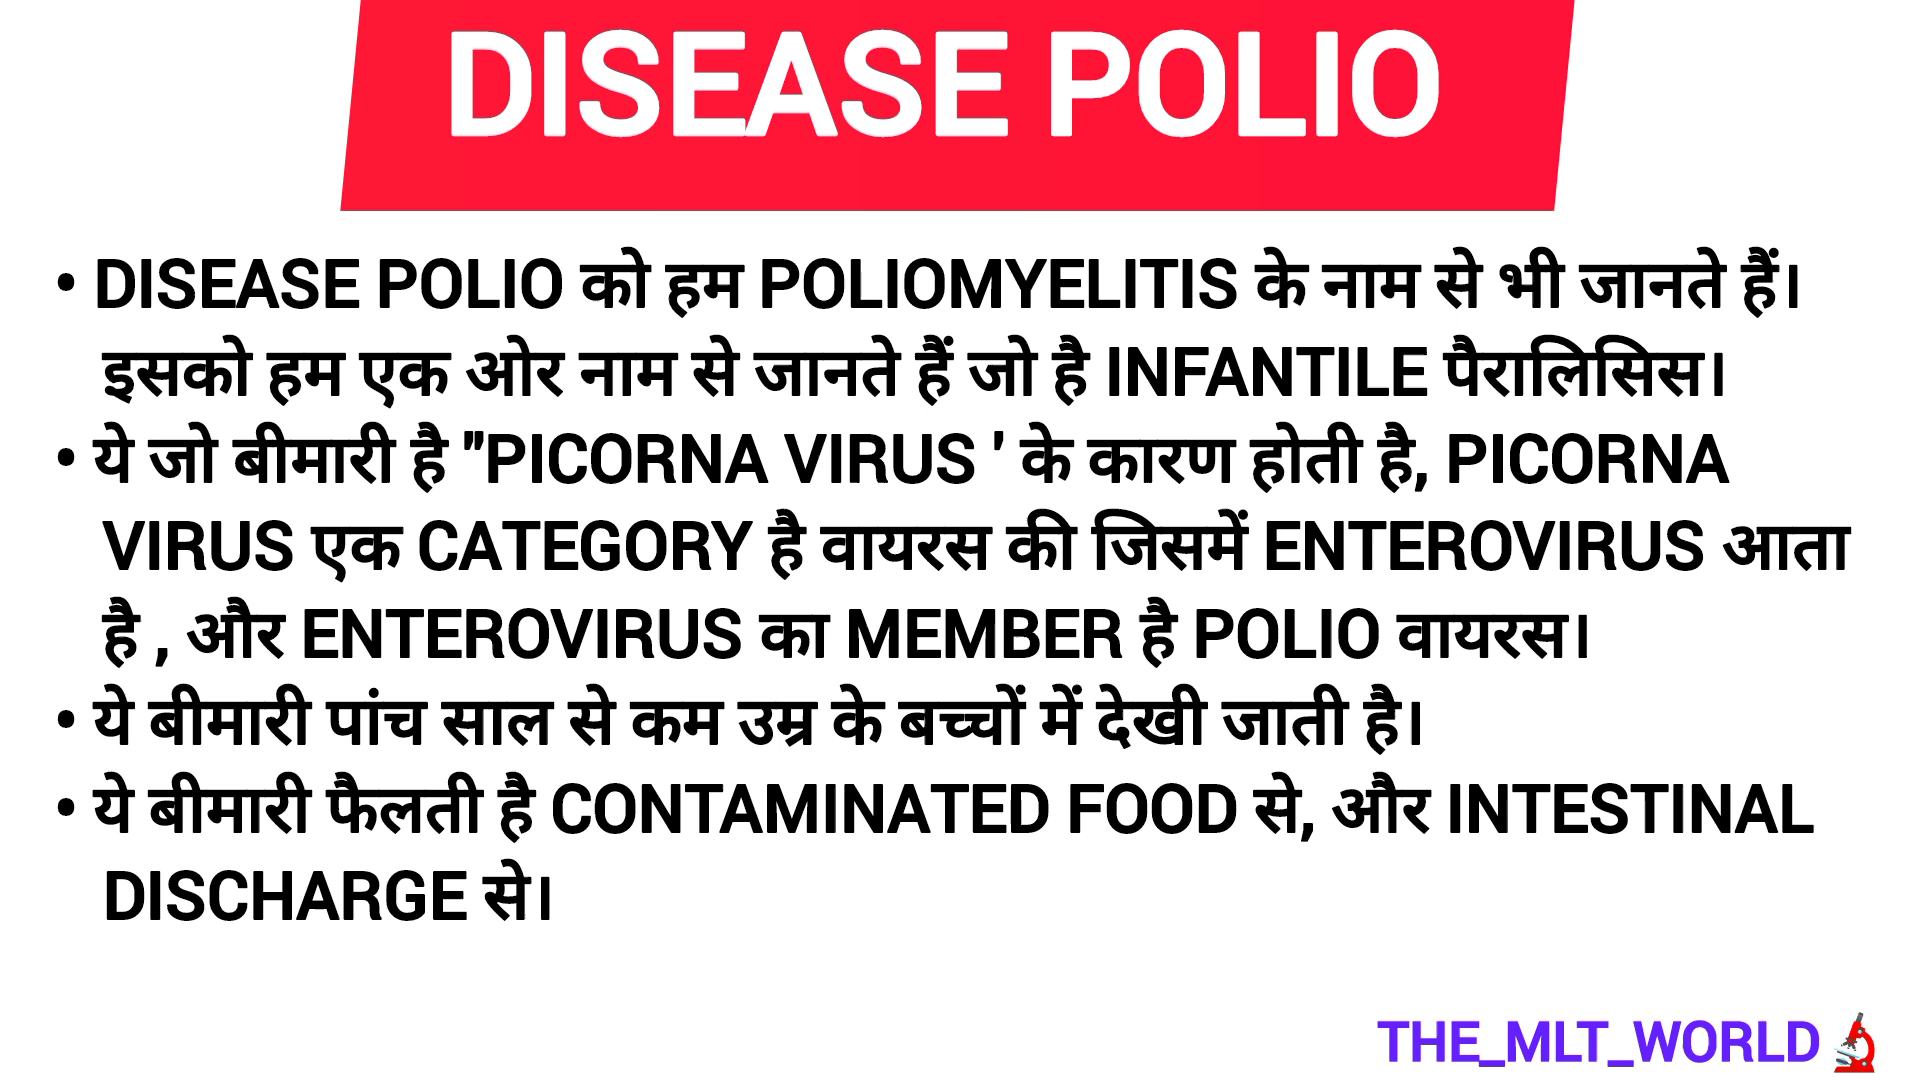 DISEASE POLIO
• DISEASE POLIO को हम POLIOMYELITIS के नाम से भी जानते हैं।
इसको हम एक ओर नाम से जानते हैं जो है INFANTILE पैरालिसिस।
• ये जो बीमारी है "PICORNA VIRUS ' के कारण होती है, PICORNA
VIRUS एक CATEGORY है वायरस की जिसमें ENTEROVIRUS आता
है , और ENTEROVIRUS का MEMBER है POLIO वायरस।
• ये बीमारी पांच साल से कम उम्र के बच्चों में देखी जाती है।
• ये बीमारी फैलती है CONTAMINATED FOOD से, और INTESTINAL
DISCHARGE से।
THE_MLT_WORLD